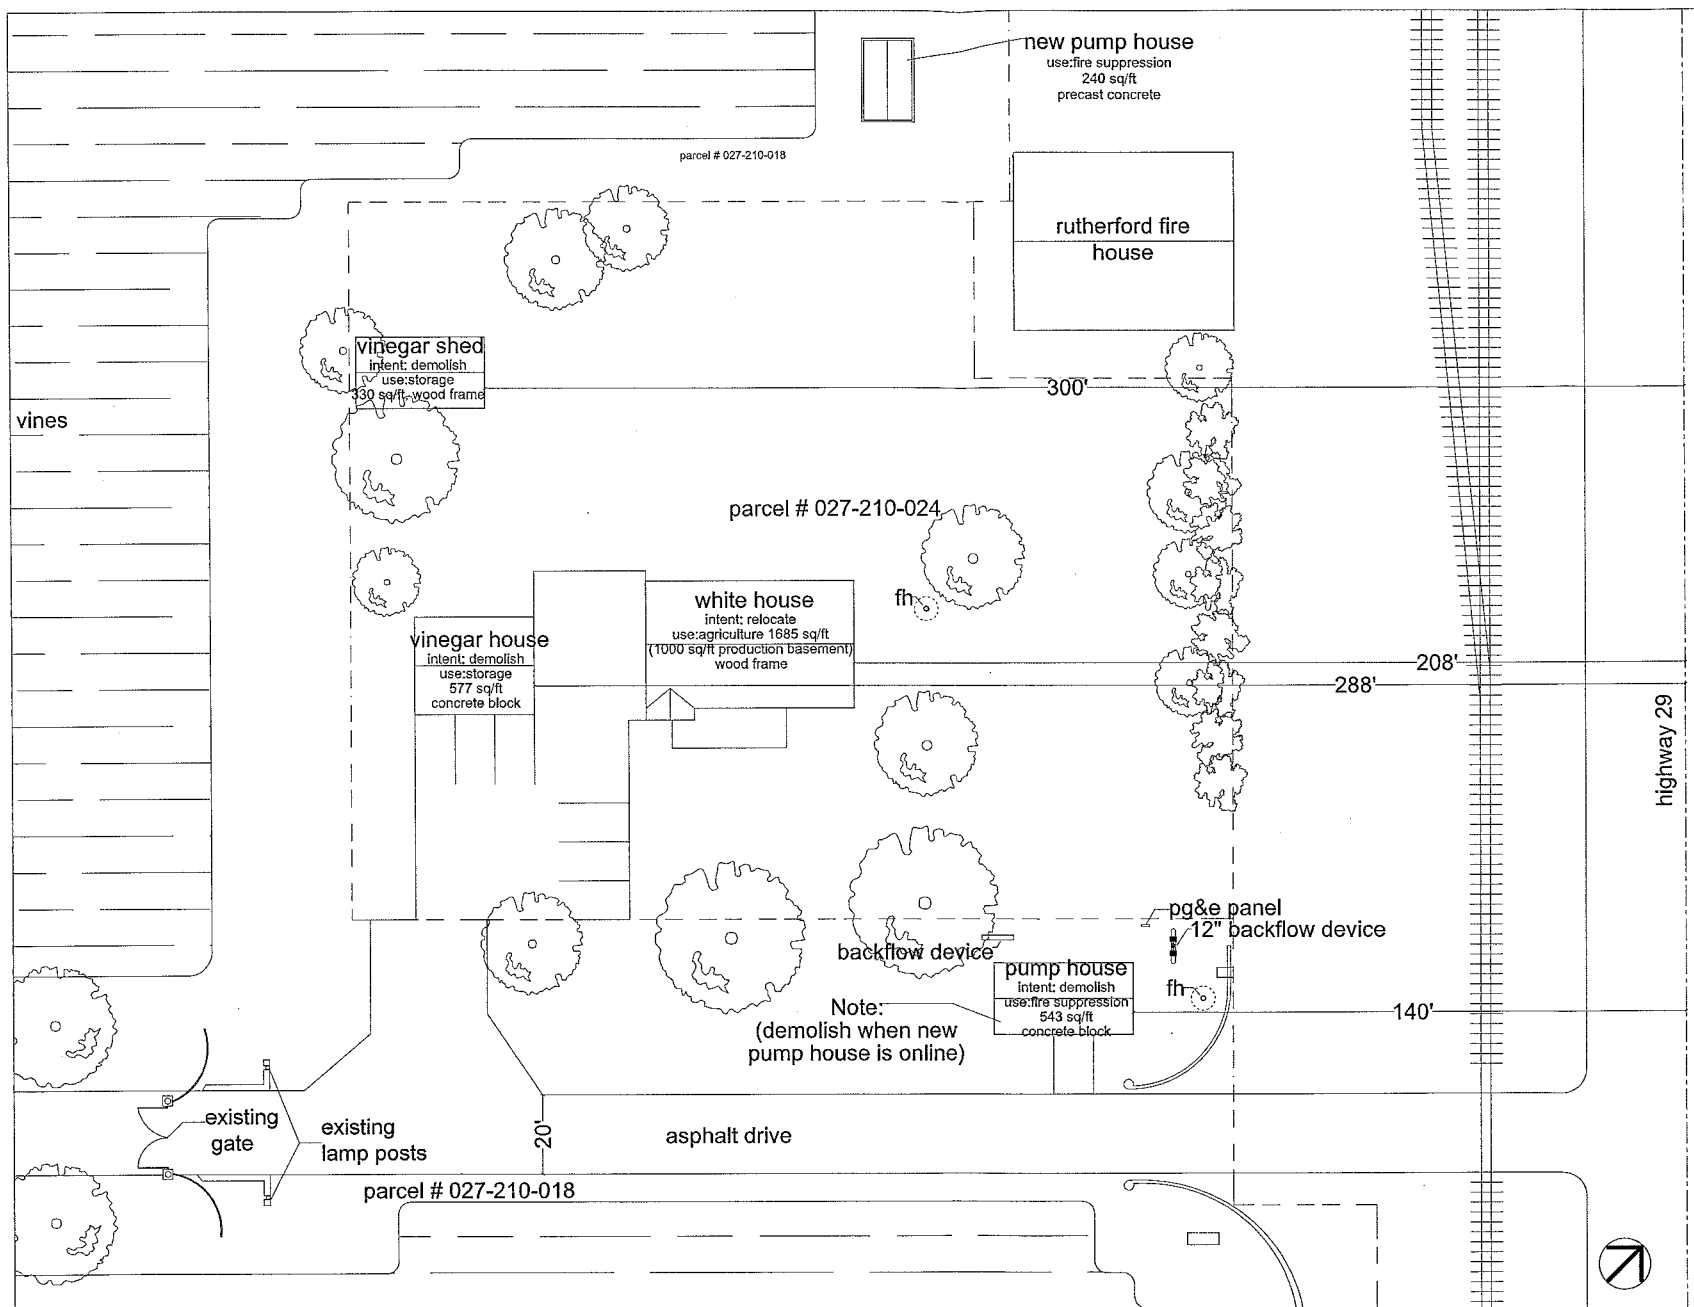 new pump house
use:fire suppression
240 sq/ft
precast concrete
parcel # 027-210-018
rutherford fire
house
vinegar shed
intent: demolish
use:storage
330 sq/ft wood frame
300'
vines
parcel # 027-210-024
fh
white house
intent: relocate
use:agriculture 1685 sq/ft
(1000 sq/ft production basement)
wood frame
vinegar house
intent: demolish
use:storage
577 sq/ft
concrete block
208'
288'
highway 29
pg&e panel
12" backflow device
backflow device
pump house
intent: demolish
use:fire suppression
543 sq/ft
concrete block
fh
140'
Note:
(demolish when new
pump house is online)
existing
gate
existing
lamp posts
20'
asphalt drive
parcel # 027-210-018